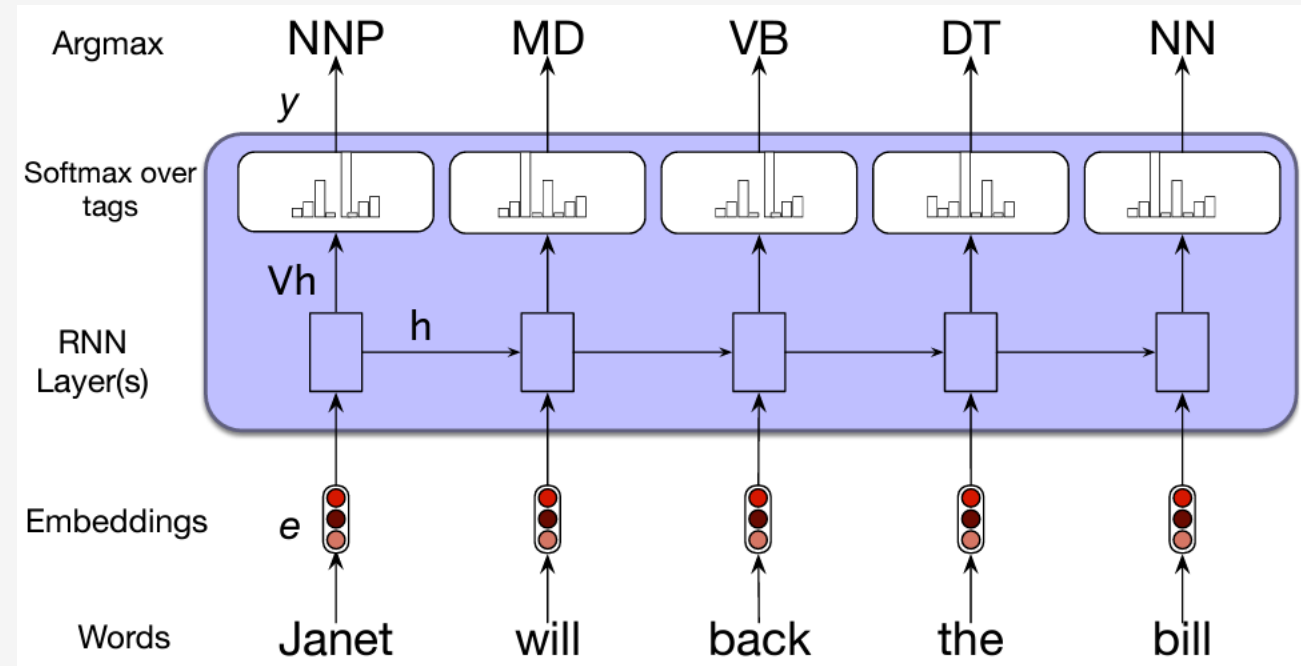 Argmax NNP MD VB DT NN
y
Softmax over
tags
Vh
h
RNN
Layer(s)
Embeddings e
Words Janet will back the bill